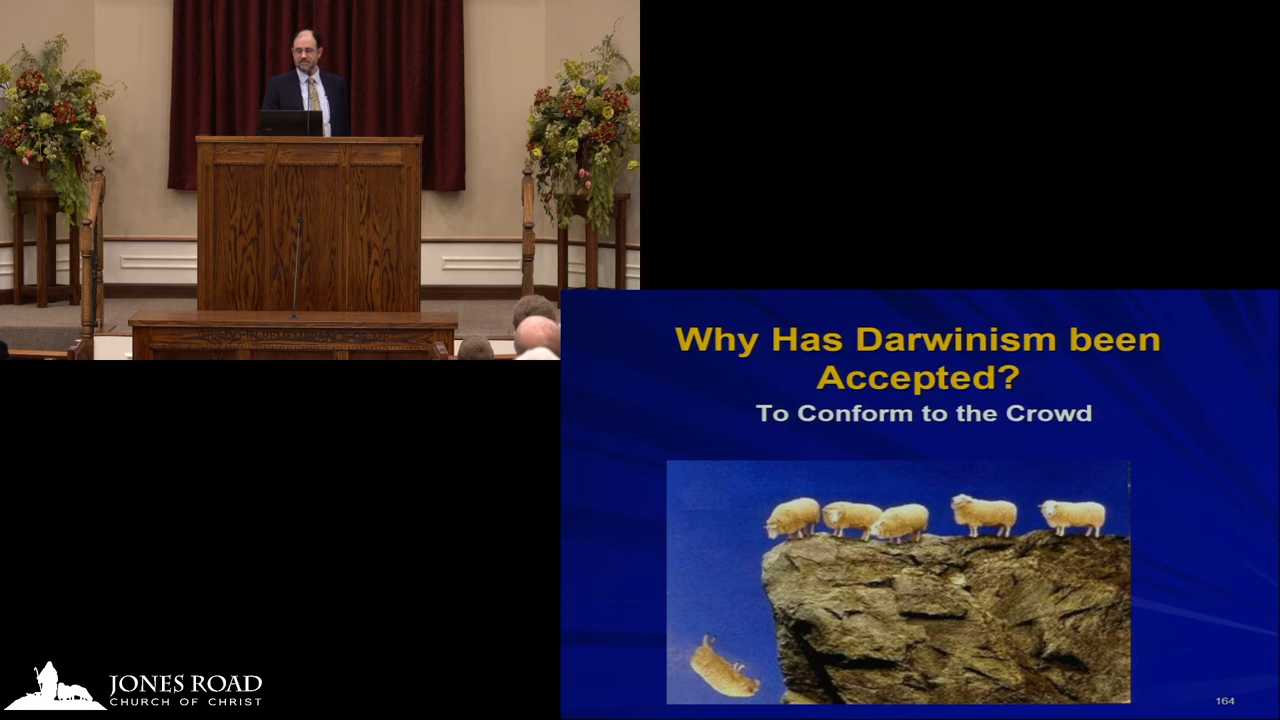 Why Has Darwinism been
Accepted?
To Conform to the Crowd
164
JONES ROAD
CHURCH OF CHRIST